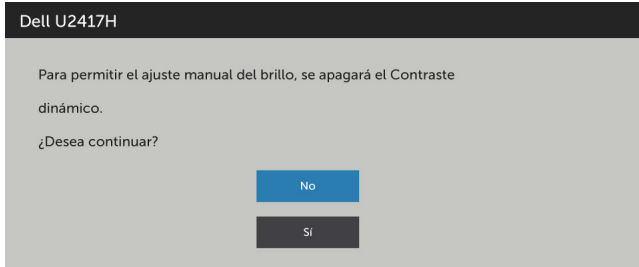 Dell U2417H
Para permitir el ajuste manual del brillo, se apagará el Contraste
dinámico.
¿Desea continuar?
No
Sí